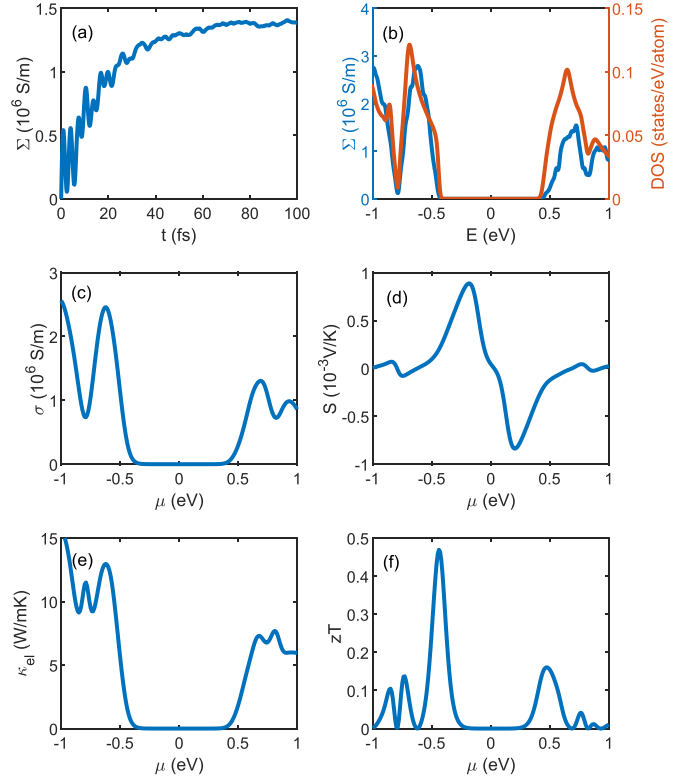 (a)
Σ (10⁶ S/m)
1.5
1
0.5
0
0 20 40 60 80 100
t (fs)
(b)
Σ (10⁶ S/m)
4
3
2
1
0
-1 -0.5 0 0.5 1
E (eV)
0.15
0.1
0.05
0
DOS (states/eV/atom)
(c)
σ (10⁶ S/m)
3
2
1
0
-1 -0.5 0 0.5 1
μ (eV)
(d)
S (10⁻³V/K)
1
0.5
0
-0.5
-1
-1 -0.5 0 0.5 1
μ (eV)
(e)
κ_el (W/mK)
15
10
5
0
-1 -0.5 0 0.5 1
μ (eV)
(f)
zT
0.5
0.4
0.3
0.2
0.1
0
-1 -0.5 0 0.5 1
μ (eV)